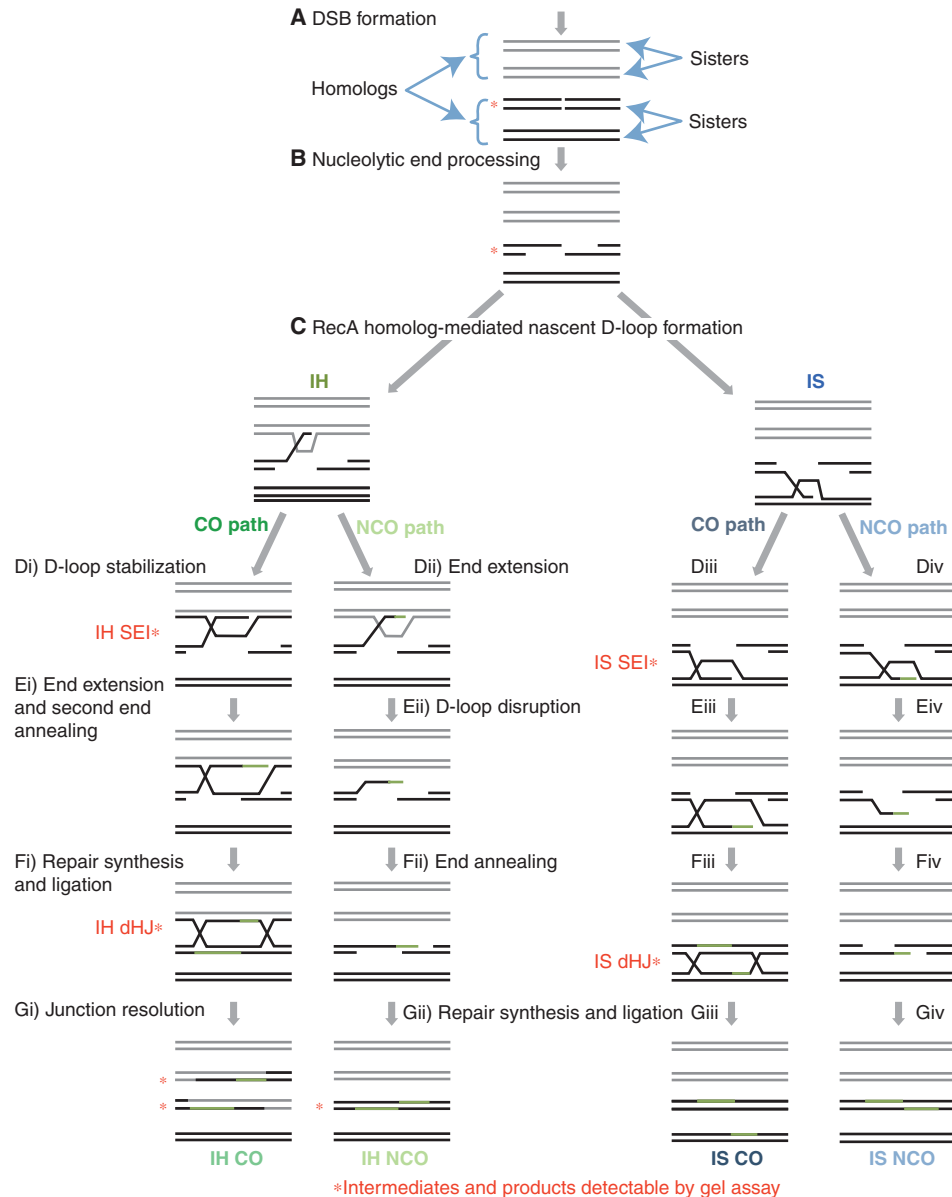 A DSB formation
Sisters
Homologs
*
Sisters
B Nucleolytic end processing
*
C RecA homolog-mediated nascent D-loop formation
IH
IS
CO path
NCO path
CO path
NCO path
Di) D-loop stabilization
Dii) End extension
Diii
Div
IH SEI*
IS SEI*
Ei) End extension
and second end
annealing
Eii) D-loop disruption
Eiii
Eiv
Fi) Repair synthesis
and ligation
Fii) End annealing
Fiii
Fiv
IH dHJ*
IS dHJ*
Gi) Junction resolution
Gii) Repair synthesis and ligation
Giii
Giv
*
*
*
IH CO
IH NCO
IS CO
IS NCO
*Intermediates and products detectable by gel assay